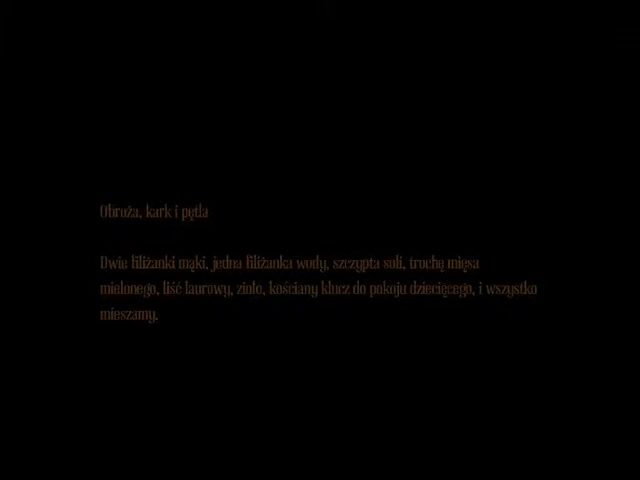 Obroża, kark i pętla
Dwie filiżanki mąki, jedna filiżanka wody, szczypta soli, trochę mięsa
mielonego, liść laurowy, ziele, kościany klucz do pokoju dziecięcego, i wszystko
mieszamy.